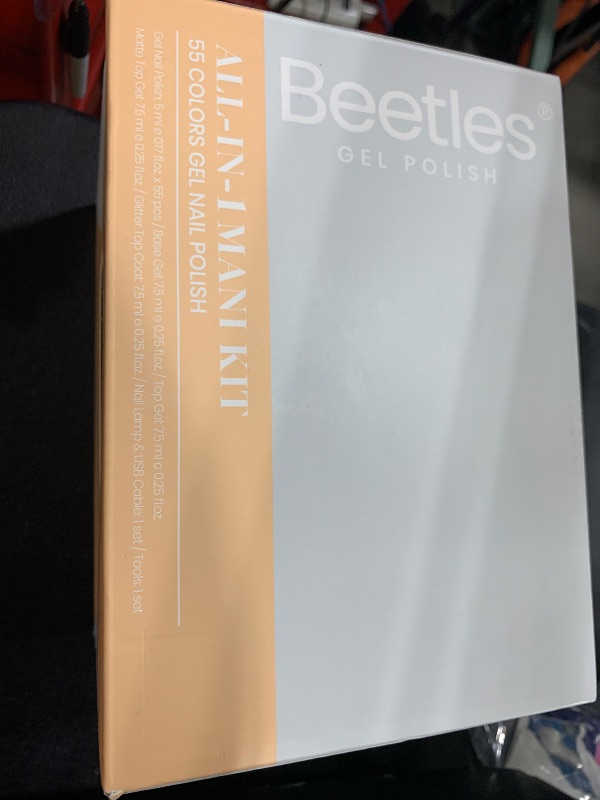 Beetles®
GEL POLISH
ALL-IN-1 MANI KIT
55 COLORS GEL NAIL POLISH
Gel Nail Polish: 5 ml e 0.17 fl.oz. x 55 pcs / Base Gel: 7.5 ml e 0.25 fl.oz. / Top Gel: 7.5 ml e 0.25 fl.oz.
Matte Top Gel: 7.5 ml e 0.25 fl.oz. / Glitter Top Coat: 7.5 ml e 0.25 fl.oz. / Nail Lamp & USB Cable: 1 set / Tools: 1 set